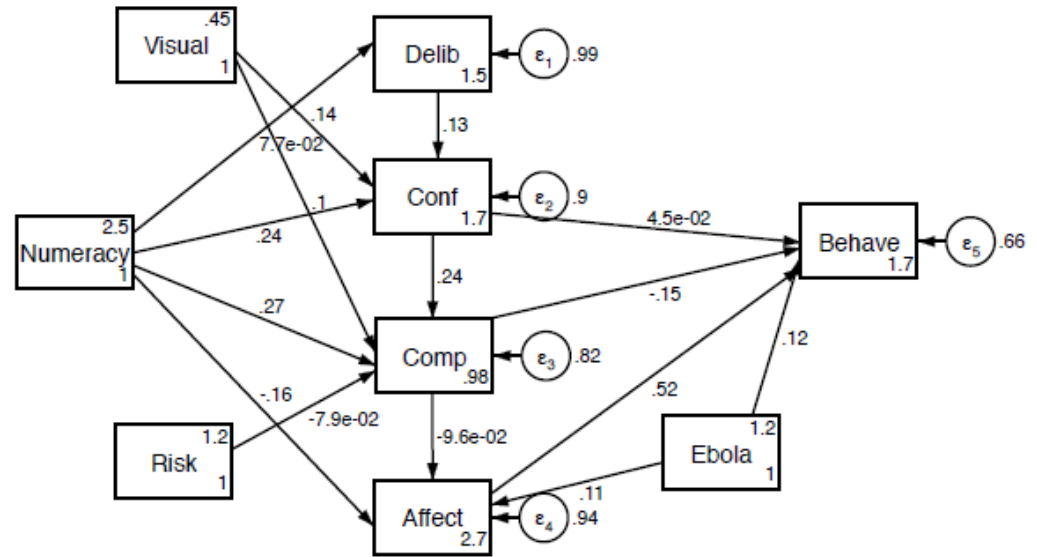 .45
Visual
1
Delib
1.5
ε1
.99
.14
7.7e-02
.13
Conf
1.7
ε2
.9
2.5
Numeracy
1
.1
.24
4.5e-02
Behave
1.7
ε5
.66
.24
.27
-.15
Comp
.98
ε3
.82
.12
-.16
-7.9e-02
.52
1.2
Risk
1
-9.6e-02
1.2
Ebola
1
.11
Affect
2.7
ε4
.94